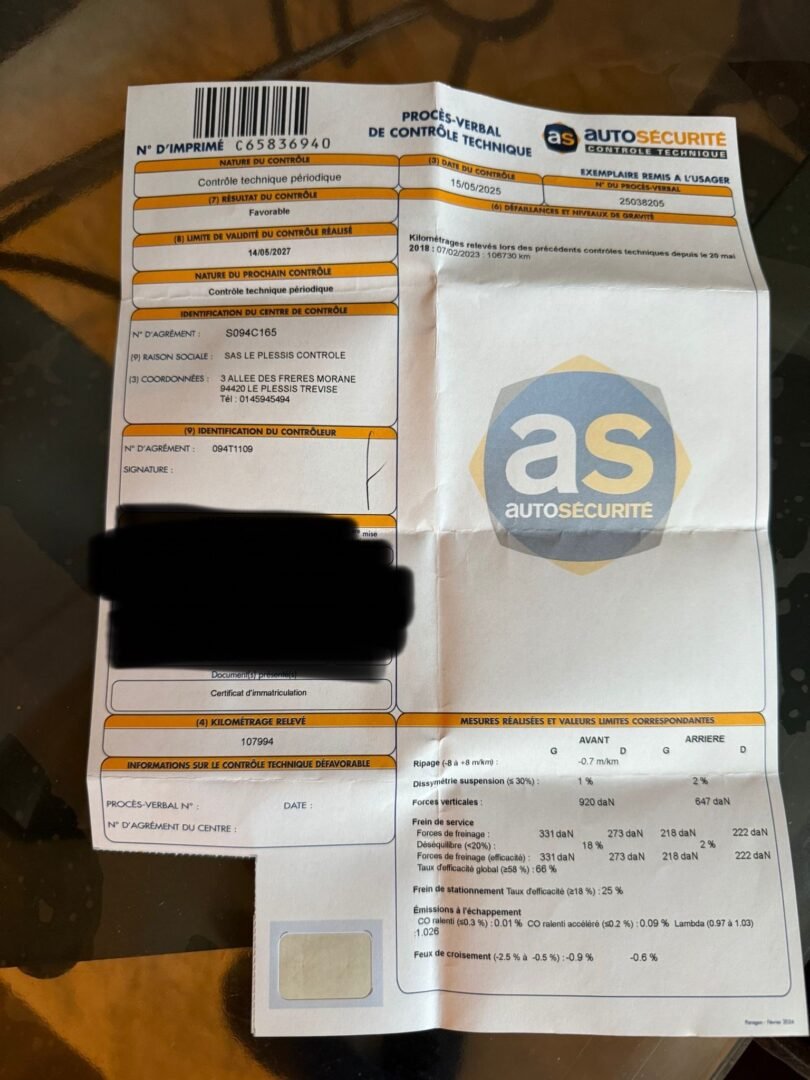 N° D'IMPRIMÉ C65836940
PROCÈS-VERBAL
DE CONTRÔLE TECHNIQUE
as AUTOSÉCURITÉ
CONTROLE TECHNIQUE
EXEMPLAIRE REMIS A L'USAGER
NATURE DU CONTRÔLE
Contrôle technique périodique
(3) DATE DU CONTRÔLE
15/05/2025
N° DU PROCÈS-VERBAL
25038205
(7) RÉSULTAT DU CONTRÔLE
Favorable
(8) LIMITE DE VALIDITÉ DU CONTRÔLE RÉALISÉ
14/05/2027
NATURE DU PROCHAIN CONTRÔLE
Contrôle technique périodique
(6) DÉFAILLANCES ET NIVEAUX DE GRAVITÉ
Kilométrages relevés lors des précédents contrôles techniques depuis le 20 mai
2018 : 07/02/2023 : 106730 km
IDENTIFICATION DU CENTRE DE CONTRÔLE
N° D'AGRÉMENT : S094C165
(9) RAISON SOCIALE : SAS LE PLESSIS CONTROLE
(3) COORDONNÉES : 3 ALLEE DES FRERES MORANE
94420 LE PLESSIS TREVISE
Tél : 0145945494
(9) IDENTIFICATION DU CONTRÔLEUR
N° D'AGRÉMENT : 094T1109
SIGNATURE :
as
AUTOSÉCURITÉ
mise
Document(s) présenté(s)
Certificat d'immatriculation
(4) KILOMÉTRAGE RELEVÉ
107994
INFORMATIONS SUR LE CONTRÔLE TECHNIQUE DÉFAVORABLE
PROCÈS-VERBAL N° : DATE :
N° D'AGRÉMENT DU CENTRE :
MESURES RÉALISÉES ET VALEURS LIMITES CORRESPONDANTES
AVANT ARRIERE
G D G D
Ripage (-8 à +8 m/km) : -0.7 m/km
Dissymétrie suspension (≤ 30%) : 1 % 2 %
Forces verticales : 920 daN 647 daN
Frein de service
Forces de freinage : 331 daN 273 daN 218 daN 222 daN
Déséquilibre (<20%) : 18 % 2 %
Forces de freinage (efficacité) : 331 daN 273 daN 218 daN 222 daN
Taux d'efficacité global (≥58 %) : 66 %
Frein de stationnement Taux d'efficacité (≥18 %) : 25 %
Émissions à l'échappement
CO ralenti (≤0.3 %) : 0.01 % CO ralenti accéléré (≤0.2 %) : 0.09 % Lambda (0.97 à 1.03)
:1.026
Feux de croisement (-2.5 % à -0.5 %) :-0.9 % -0.6 %